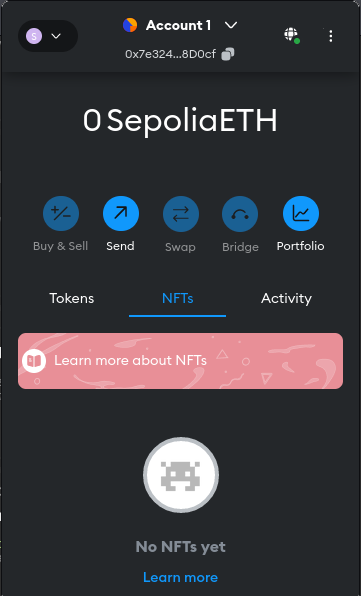 S
Account 1
0x7e324...8D0cf
0 SepoliaETH
Buy & Sell Send Swap Bridge Portfolio
Tokens NFTs Activity
Learn more about NFTs
No NFTs yet
Learn more